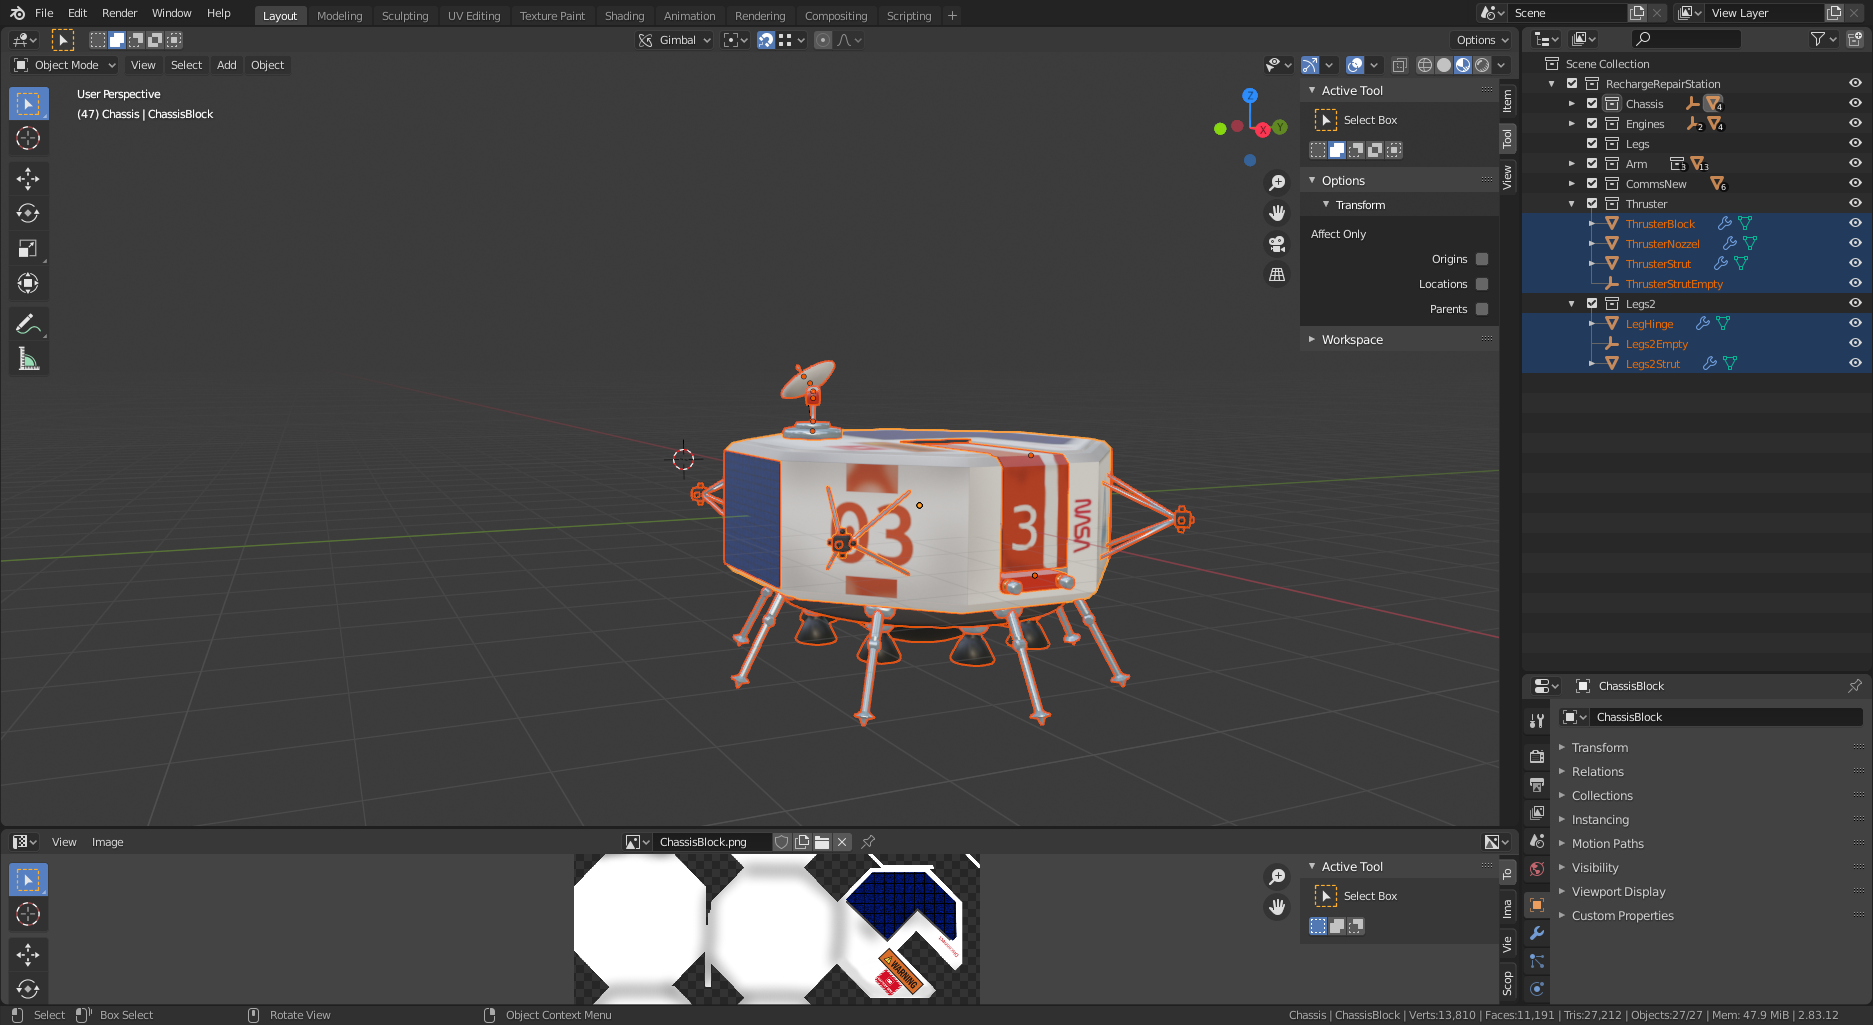 File Edit Render Window Help Layout Modeling Sculpting UV Editing Texture Paint Shading Animation Rendering Compositing Scripting + Scene View Layer
Gimbal Options
Object Mode View Select Add Object
User Perspective
(47) Chassis | ChassisBlock
Z
X
Y
Active Tool
Select Box
Options
Transform
Affect Only
Origins
Locations
Parents
Workspace
Item
Tool
View
Scene Collection
RechargeRepairStation
Chassis 4
Engines 2 4
Legs
Arm 3 13
CommsNew 6
Thruster
ThrusterBlock
ThrusterNozzel
ThrusterStrut
ThrusterStrutEmpty
Legs2
LegHinge
Legs2Empty
Legs2Strut
03
3
NASA
ChassisBlock
ChassisBlock
Transform
Relations
Collections
Instancing
Motion Paths
Visibility
Viewport Display
Custom Properties
View Image ChassisBlock.png
Active Tool
Select Box
To
Ima
Vie
Scop
WARNING
Select Box Select Rotate View Object Context Menu Chassis | ChassisBlock | Verts:13,810 | Faces:11,191 | Tris:27,212 | Objects:27/27 | Mem: 47.9 MiB | 2.83.12